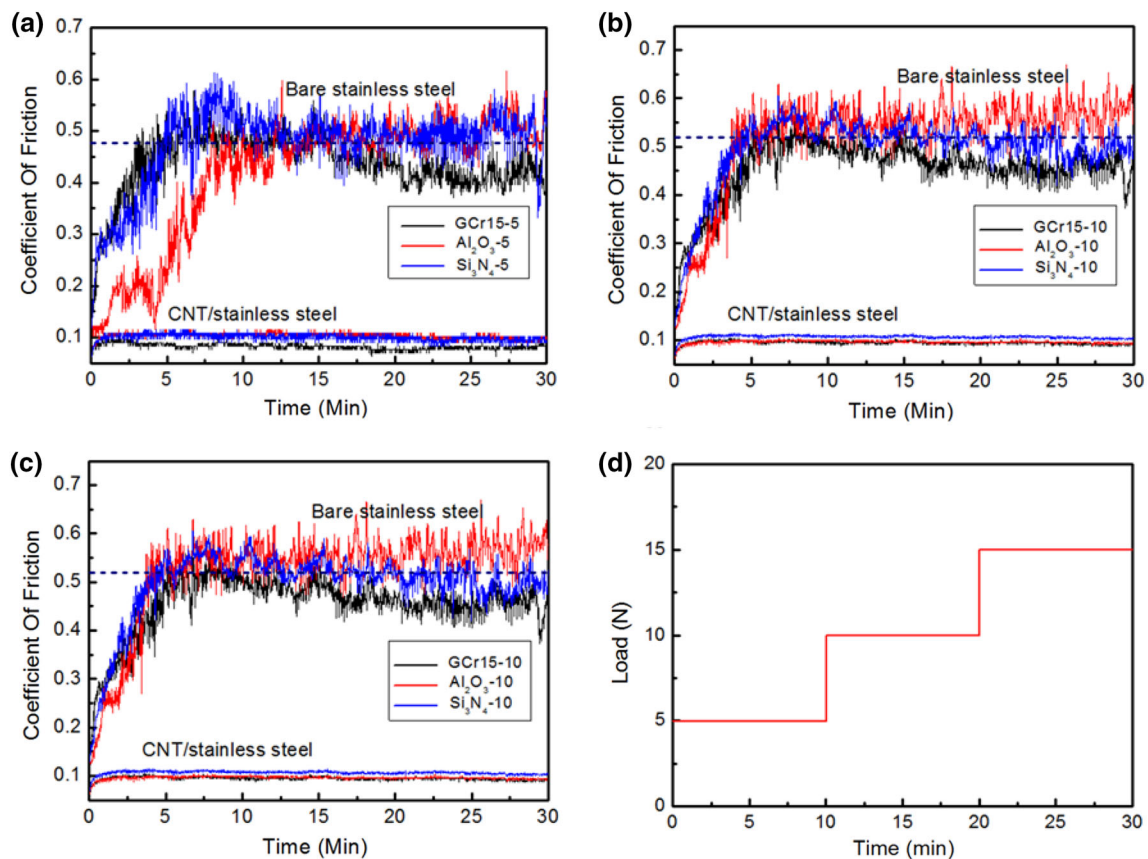 (a)
0.7
0.6
0.5
0.4
0.3
0.2
0.1
Coefficient Of Friction
Bare stainless steel
GCr15-5
Al₂O₃-5
Si₃N₄-5
CNT/stainless steel
0 5 10 15 20 25 30
Time (Min)
(b)
0.7
0.6
0.5
0.4
0.3
0.2
0.1
Coefficient Of Friction
Bare stainless steel
GCr15-10
Al₂O₃-10
Si₃N₄-10
CNT/stainless steel
0 5 10 15 20 25 30
Time (Min)
(c)
0.7
0.6
0.5
0.4
0.3
0.2
0.1
Coefficient Of Friction
Bare stainless steel
GCr15-10
Al₂O₃-10
Si₃N₄-10
CNT/stainless steel
0 5 10 15 20 25 30
Time (Min)
(d)
20
15
10
5
0
Load (N)
0 5 10 15 20 25 30
Time (min)